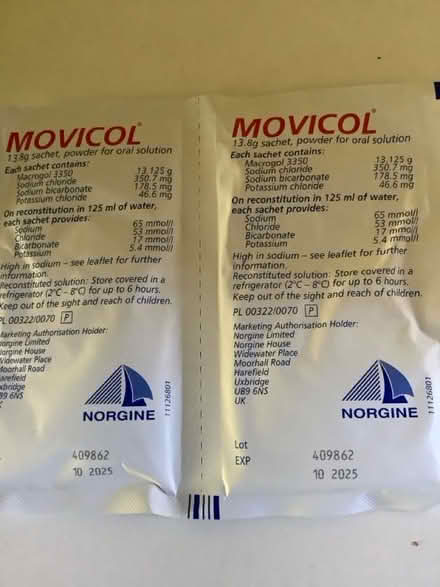 MOVICOL®
13.8g sachet, powder for oral solution
Each sachet contains:
Macrogol 3350 13.125 g
Sodium chloride 350.7 mg
Sodium bicarbonate 178.5 mg
Potassium chloride 46.6 mg
On reconstitution in 125 ml of water,
each sachet provides:
Sodium 65 mmol/l
Chloride 53 mmol/l
Bicarbonate 17 mmol/l
Potassium 5.4 mmol/l
High in sodium – see leaflet for further
information.
Reconstituted solution: Store covered in a
refrigerator (2°C – 8°C) for up to 6 hours.
Keep out of the sight and reach of children.
PL 00322/0070 P
Marketing Authorisation Holder:
Norgine Limited
Norgine House
Widewater Place
Moorhall Road
Harefield
Uxbridge
UB9 6NS
K
NORGINE
11126801
409862
10 2025
MOVICOL®
13.8g sachet, powder for oral solution
Each sachet contains:
Macrogol 3350 13.125 g
Sodium chloride 350.7 mg
Sodium bicarbonate 178.5 mg
Potassium chloride 46.6 mg
On reconstitution in 125 ml of water,
each sachet provides:
Sodium 65 mmol/l
Chloride 53 mmol/l
Bicarbonate 17 mmol/l
Potassium 5.4 mmol/l
High in sodium – see leaflet for further
information.
Reconstituted solution: Store covered in a
refrigerator (2°C – 8°C) for up to 6 hours.
Keep out of the sight and reach of children.
PL 00322/0070 P
Marketing Authorisation Holder:
Norgine Limited
Norgine House
Widewater Place
Moorhall Road
Harefield
Uxbridge
UB9 6NS
UK
NORGINE
11126801
Lot 409862
EXP 10 2025